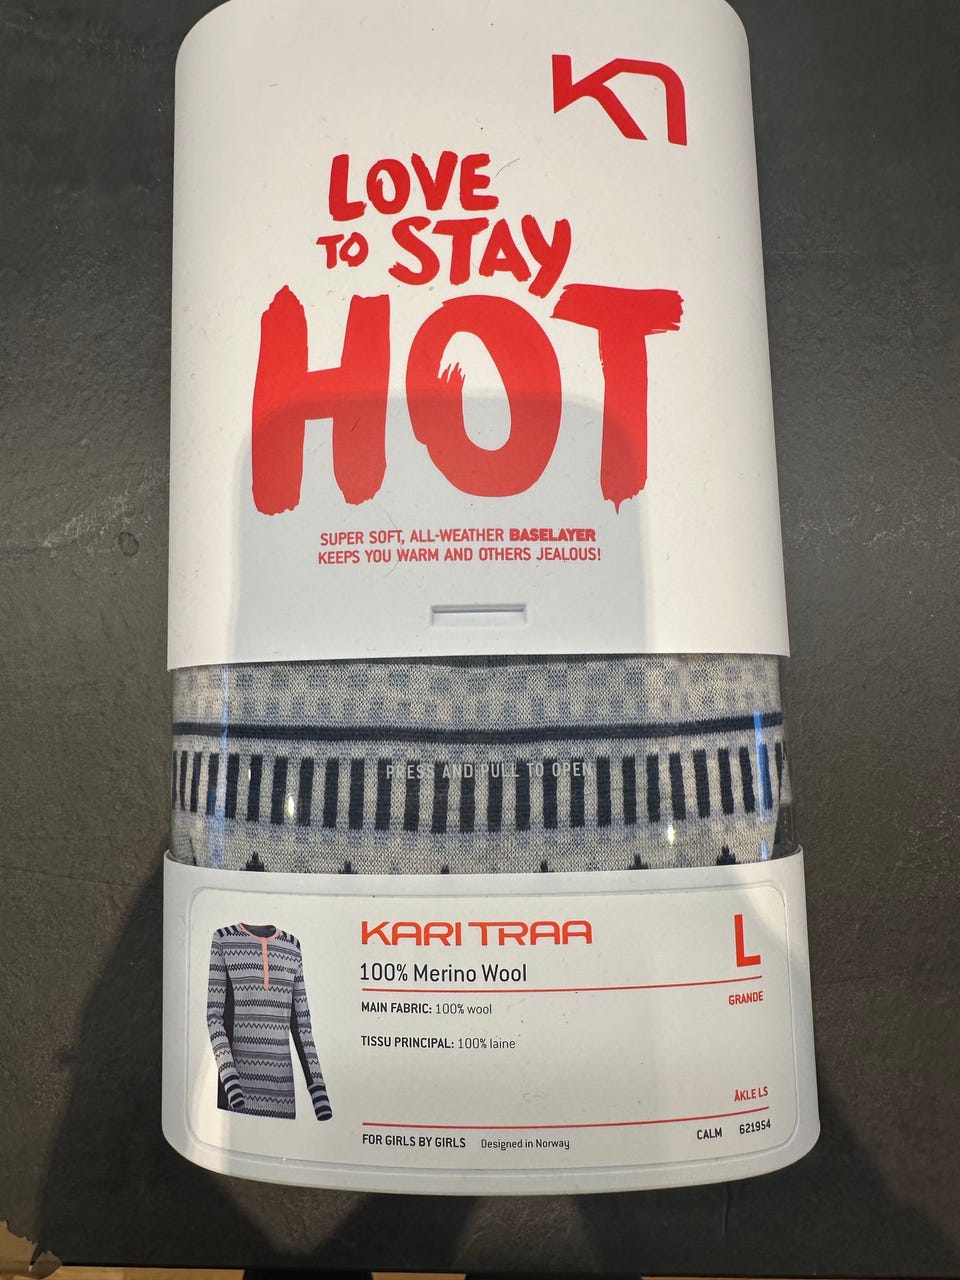 LOVE
TO STAY
HOT
SUPER SOFT, ALL-WEATHER BASELAYER
KEEPS YOU WARM AND OTHERS JEALOUS!
PRESS AND PULL TO OPEN
KARI TRAA
L
100% Merino Wool
GRANDE
MAIN FABRIC: 100% wool
TISSU PRINCIPAL: 100% laine
ÅKLE LS
FOR GIRLS BY GIRLS Designed in Norway
CALM 621954